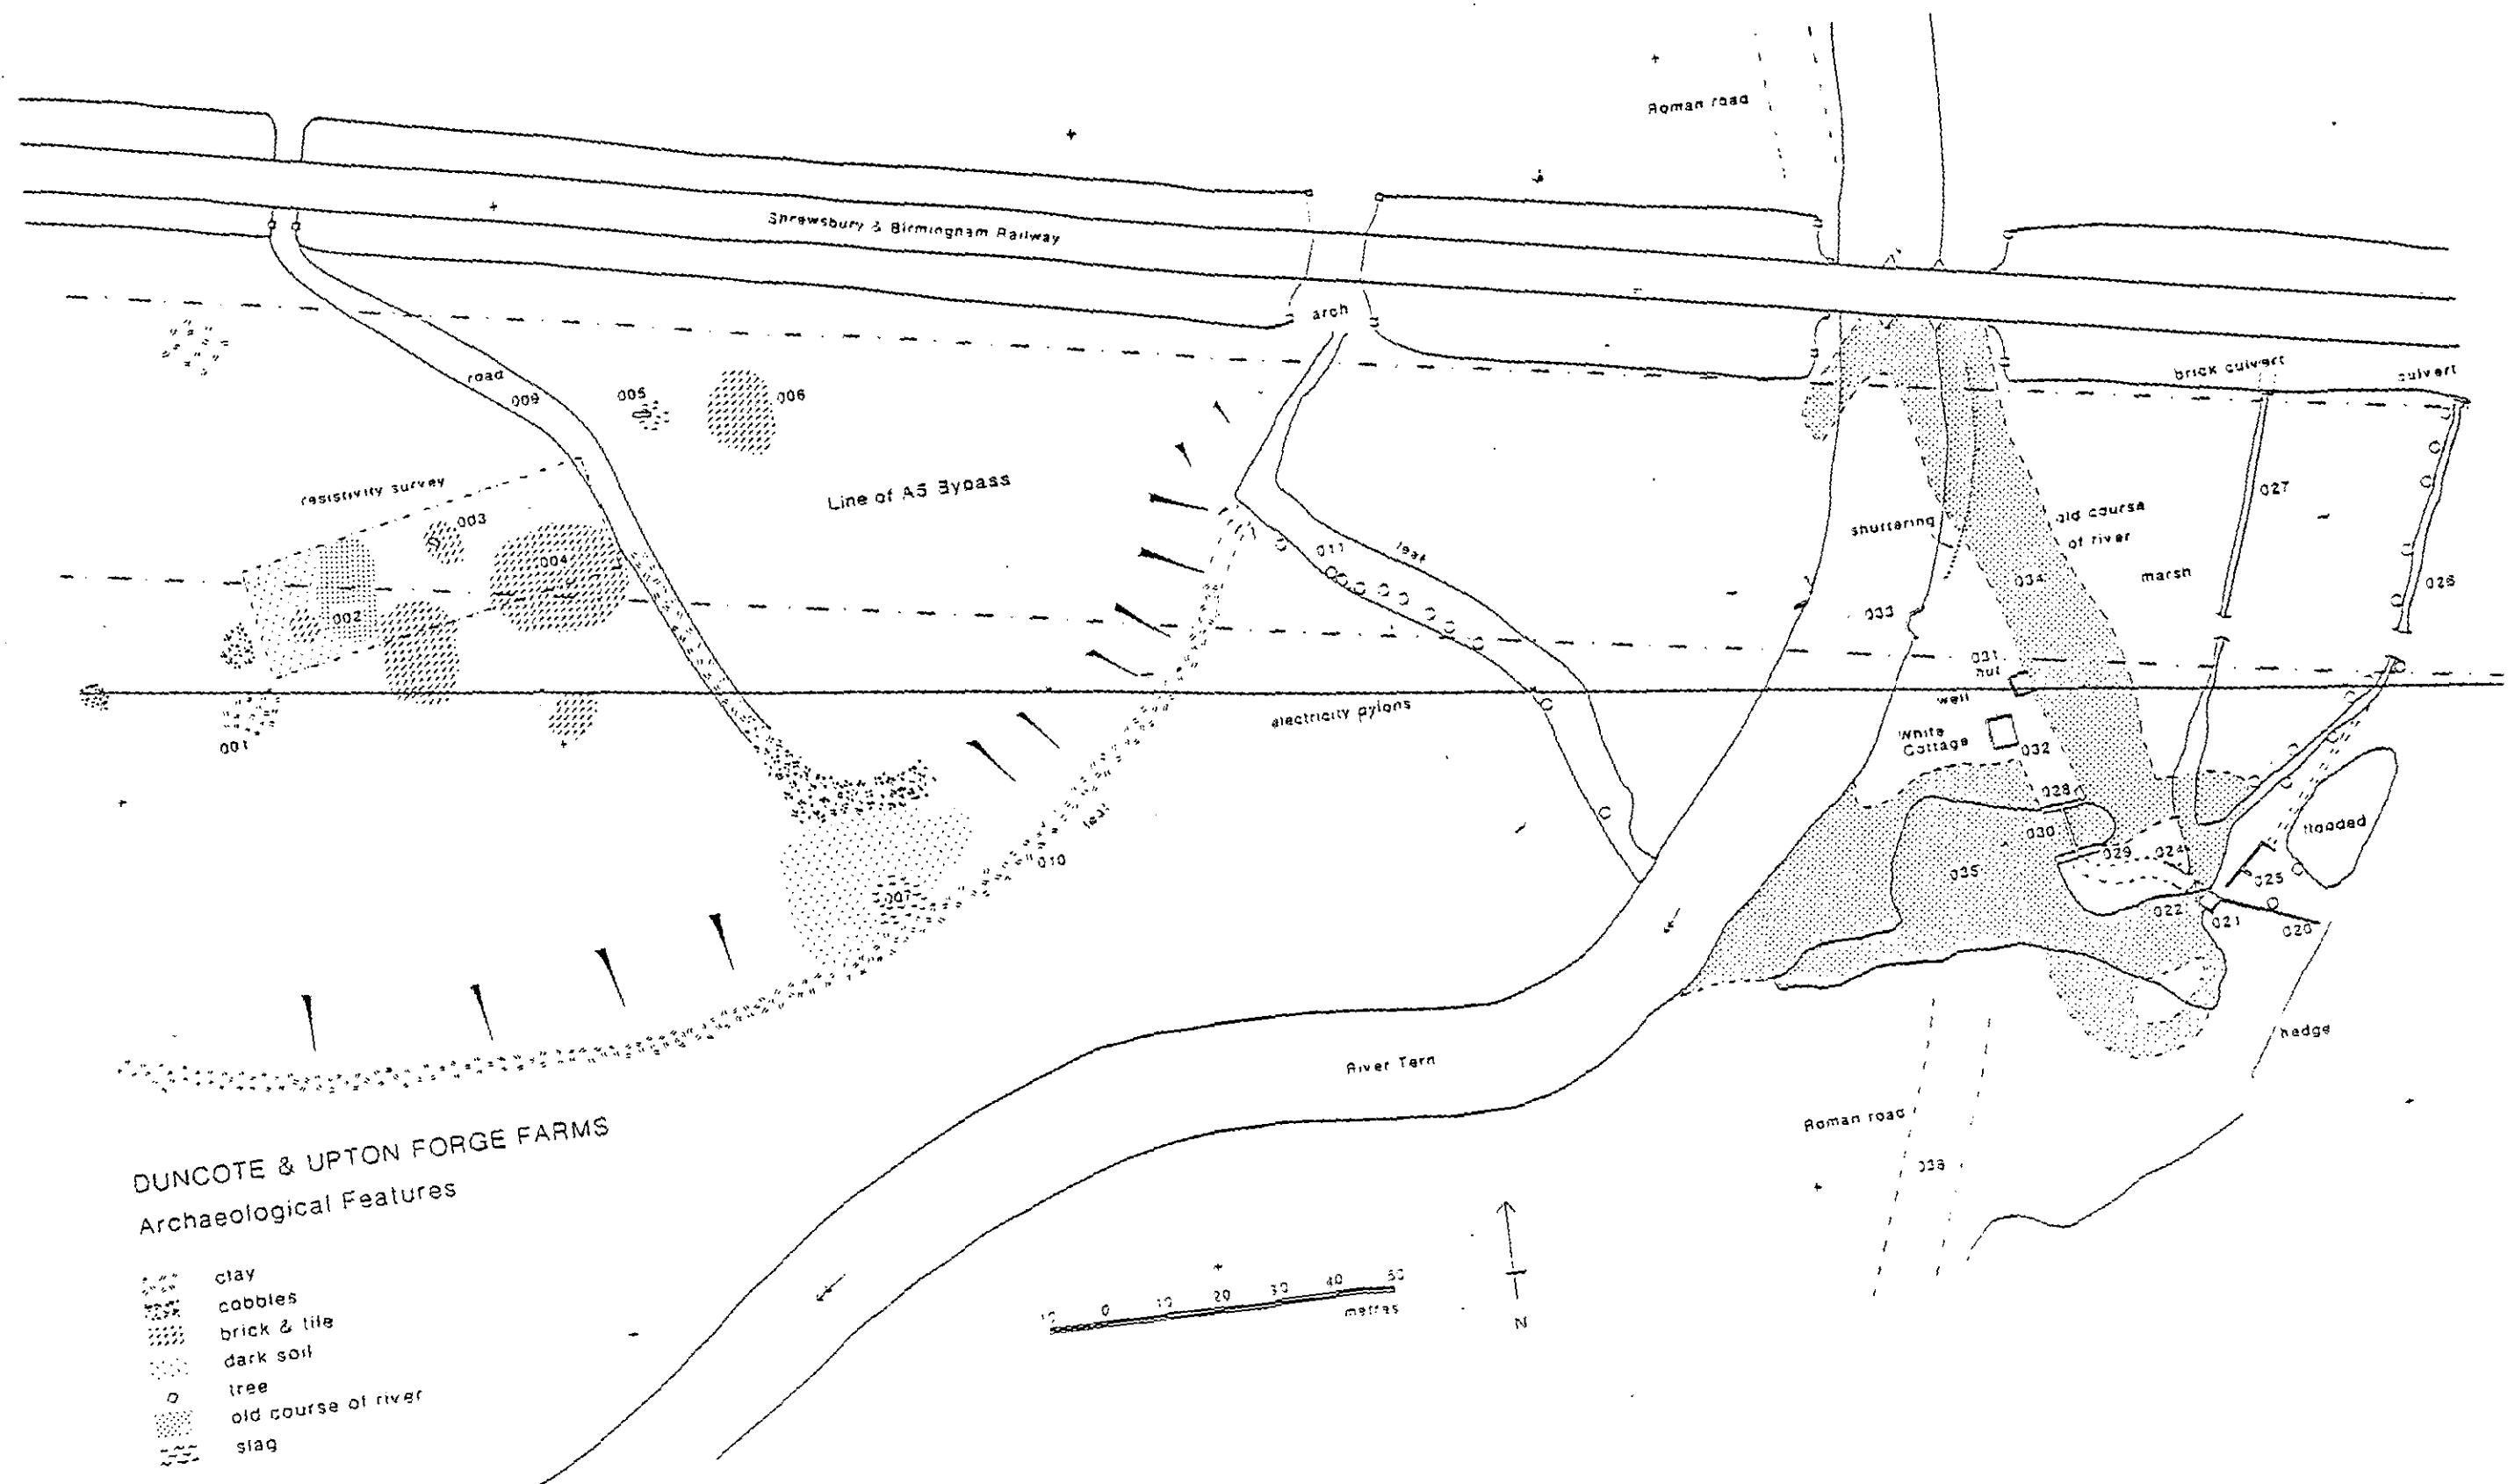 Roman road
Shrewsbury & Birmingham Railway
arch
brick culvert
culvert
road
009
005
006
resistivity survey
003
Line of A5 Bypass
004
002
001
011
leat
shuttering
old course
of river
034
marsh
027
026
033
031
hut
well
White
Cottage
032
electricity pylons
028
030
029
024
flooded
035
025
022
021
020
leat
010
007
hedge
River Tern
Roman road
DUNCOTE & UPTON FORGE FARMS
Archaeological Features
clay
cobbles
brick & tile
dark soil
tree
old course of river
slag
10 0 10 20 30 40 50
metres
N